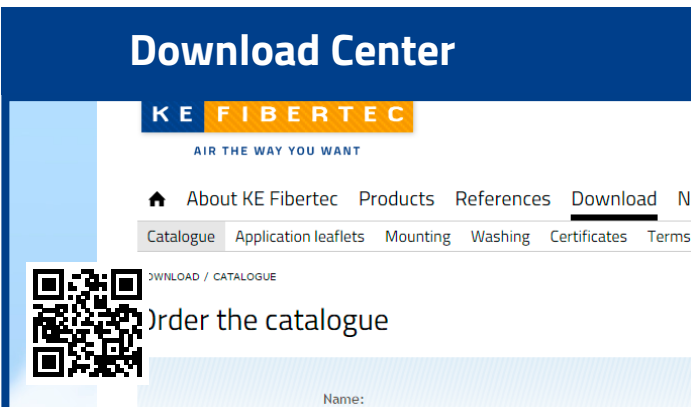 Download Center
KE FIBERTEC
AIR THE WAY YOU WANT
About KE Fibertec Products References Download N
Catalogue Application leaflets Mounting Washing Certificates Terms
OWNLOAD / CATALOGUE
Order the catalogue
Name: